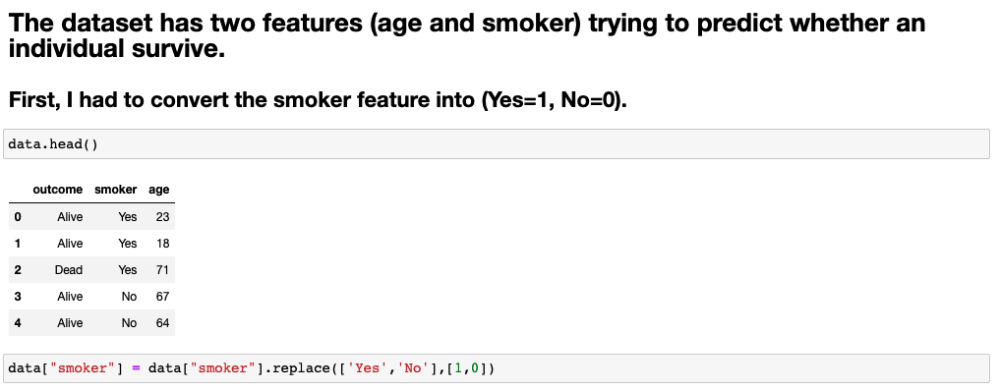 The dataset has two features (age and smoker) trying to predict whether an
individual survive.
First, I had to convert the smoker feature into (Yes=1, No=0).
data.head()
outcome smoker age
0 Alive Yes 23
1 Alive Yes 18
2 Dead Yes 71
3 Alive No 67
4 Alive No 64
data["smoker"] = data["smoker"].replace(['Yes','No'],[1,0])